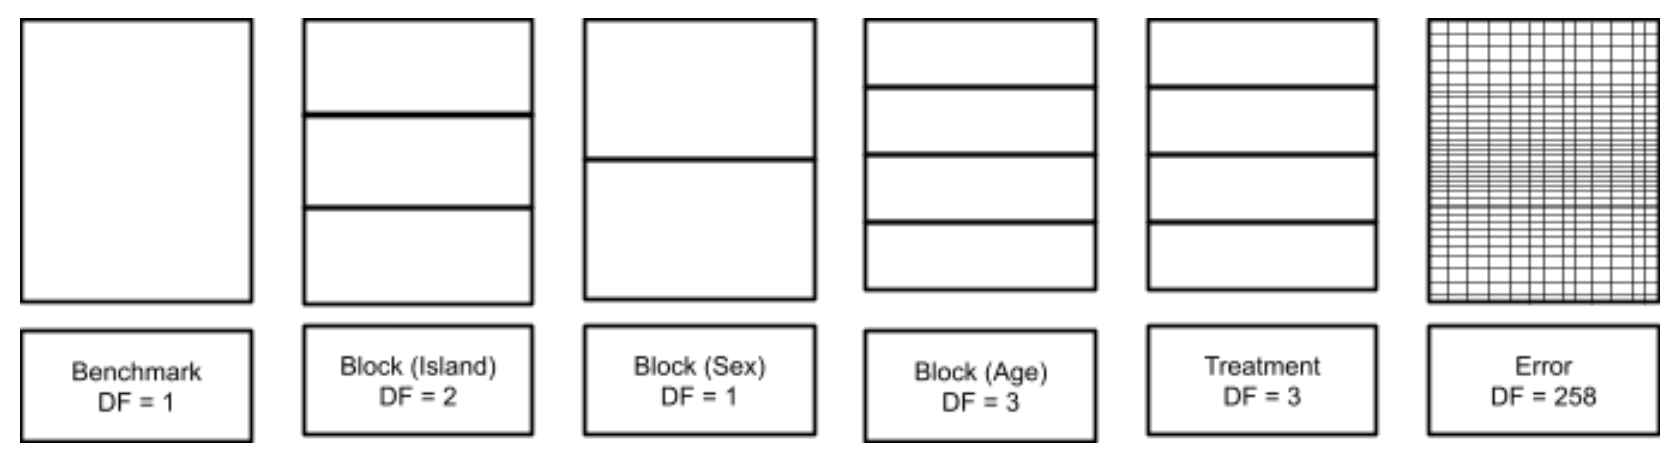 Benchmark
DF = 1
Block (Island)
DF = 2
Block (Sex)
DF = 1
Block (Age)
DF = 3
Treatment
DF = 3
Error
DF = 258